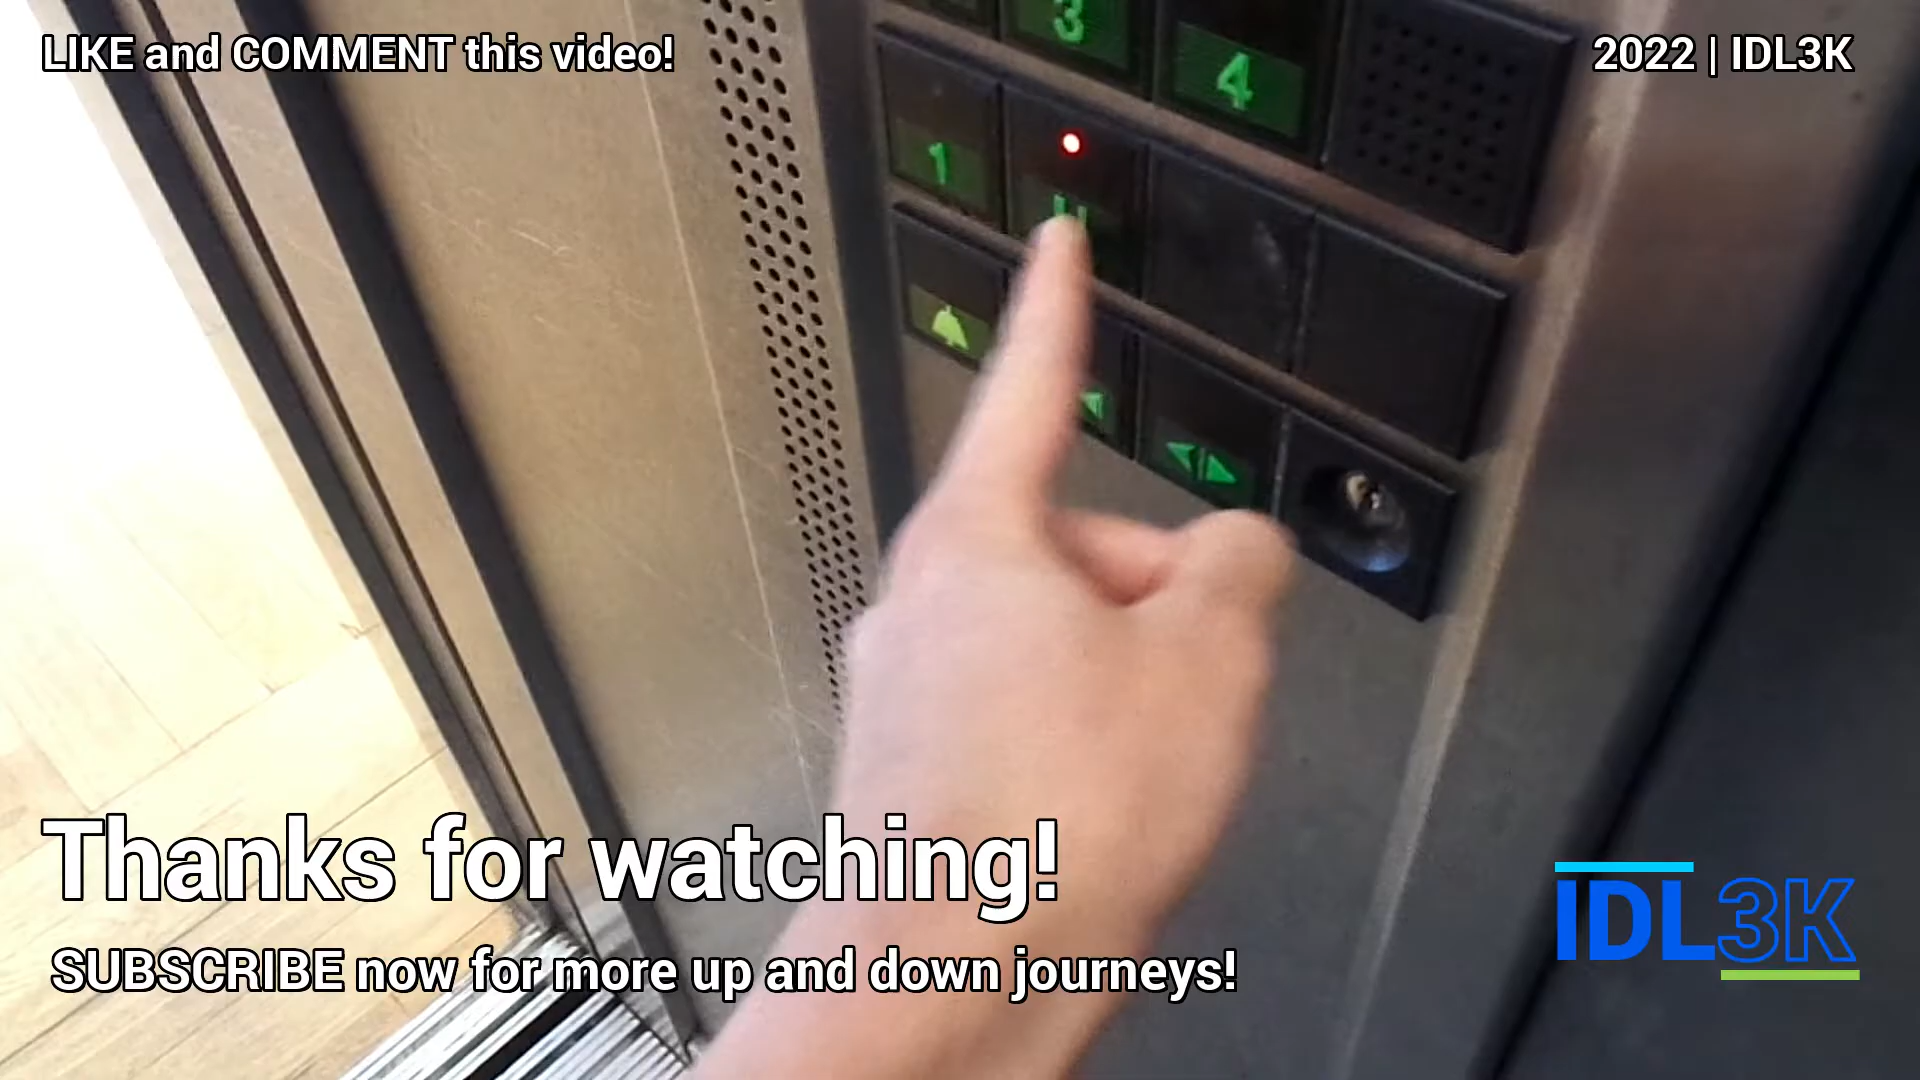 LIKE and COMMENT this video!
2022 | IDL3K
3
4
1
Thanks for watching!
SUBSCRIBE now for more up and down journeys!
IDL3K